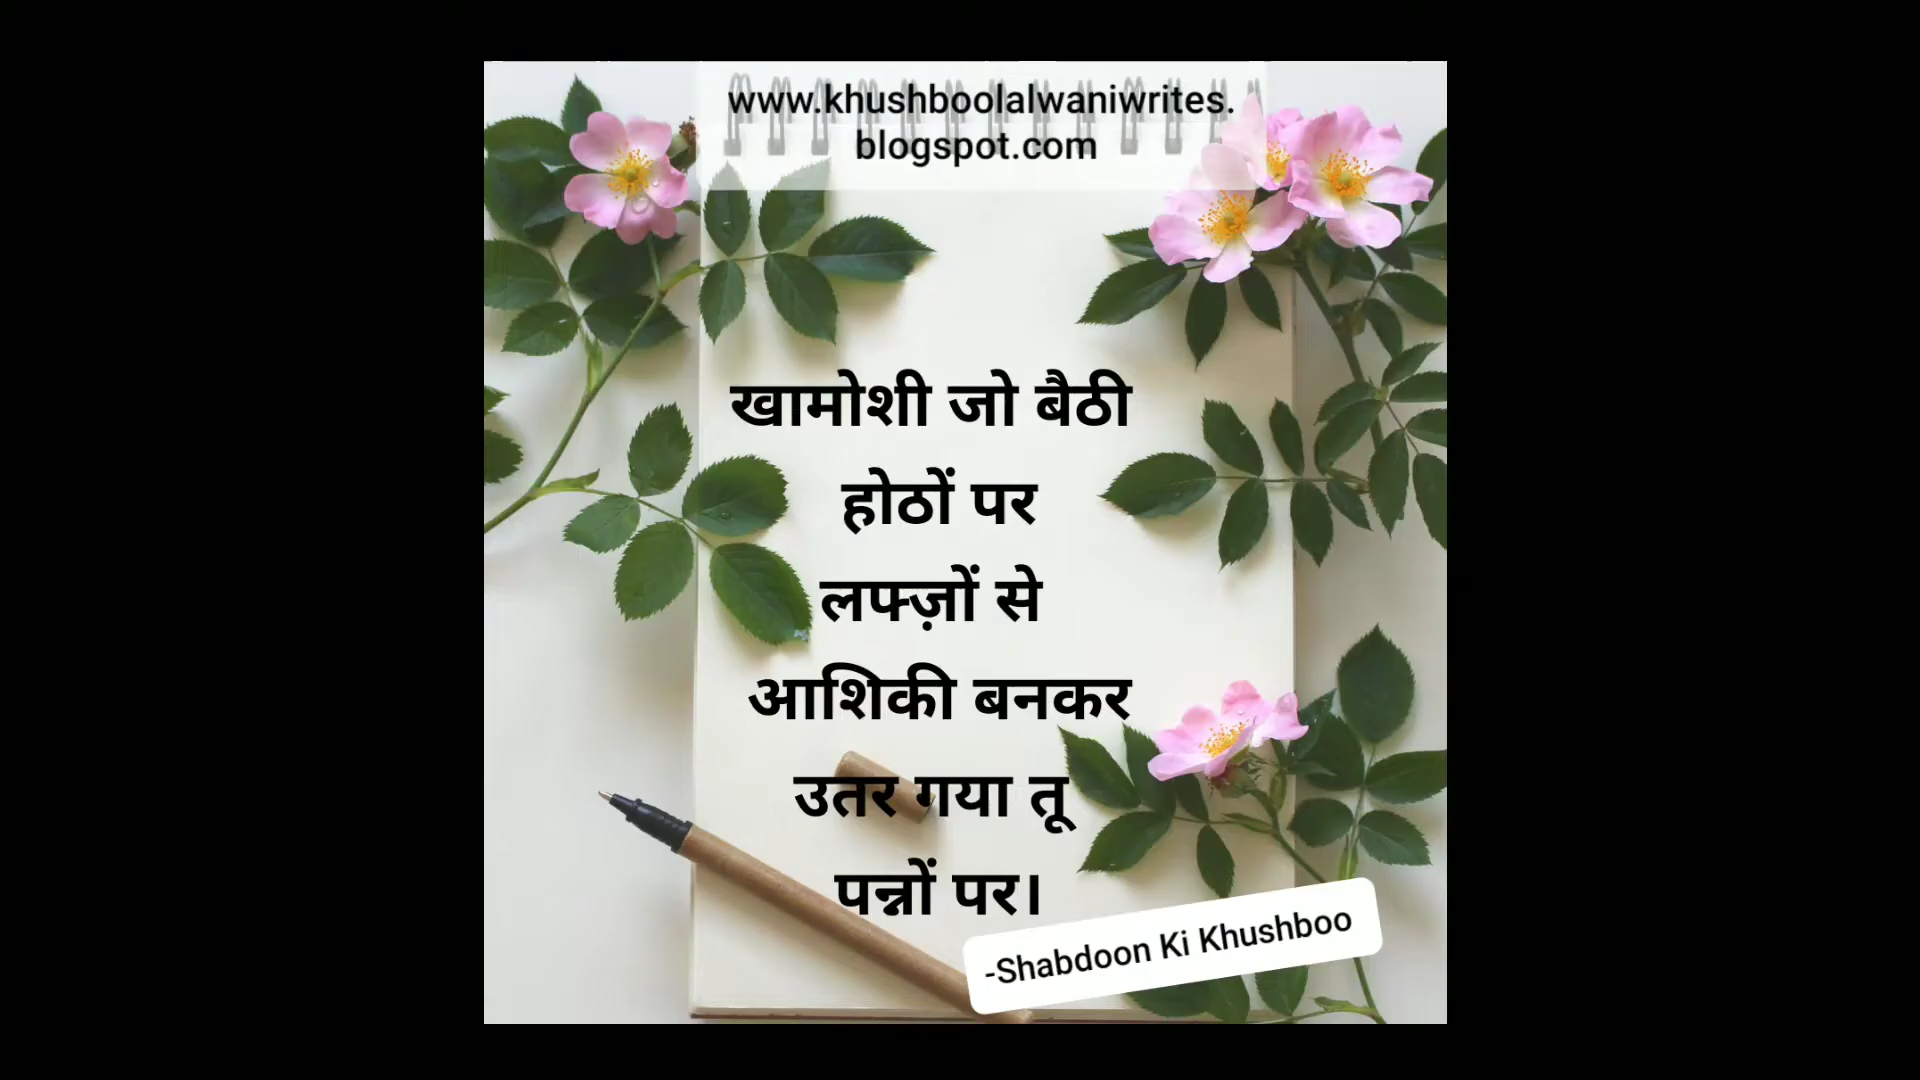 www.khushboolalwaniwrites.
blogspot.com
खामोशी जो बैठी
होठों पर
लफ्ज़ों से
आशिकी बनकर
उतर गया तू
पन्नों पर।
-Shabdoon Ki Khushboo